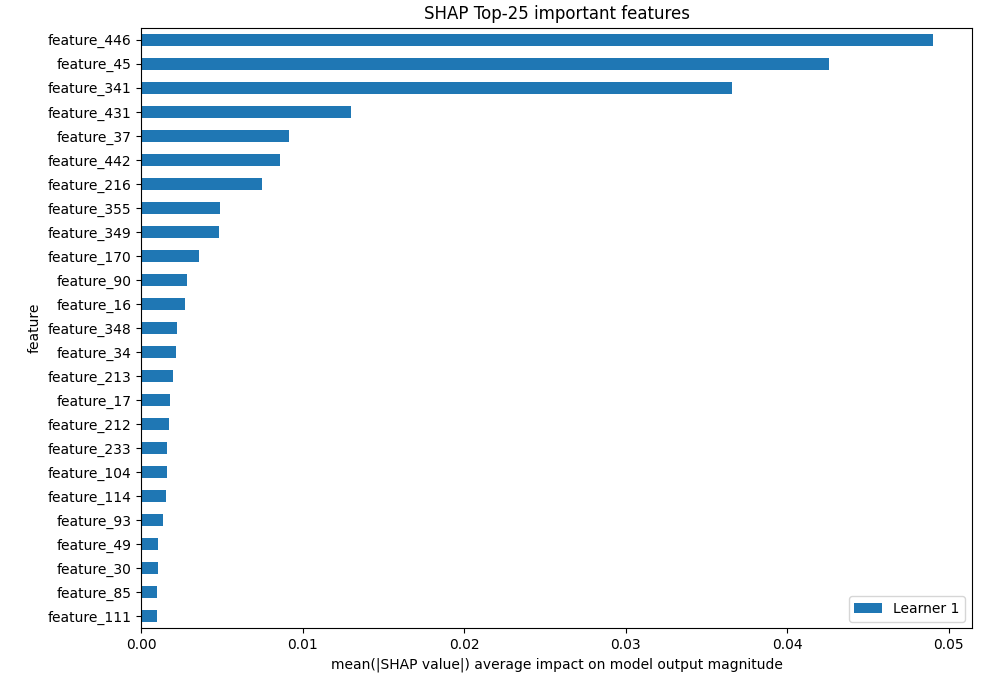 SHAP Top-25 important features
feature_446
feature_45
feature_341
feature_431
feature_37
feature_442
feature_216
feature_355
feature_349
feature_170
feature_90
feature_16
feature_348
feature_34
feature_213
feature_17
feature_212
feature_233
feature_104
feature_114
feature_93
feature_49
feature_30
feature_85
feature_111
feature
Learner 1
0.00 0.01 0.02 0.03 0.04 0.05
mean(|SHAP value|) average impact on model output magnitude